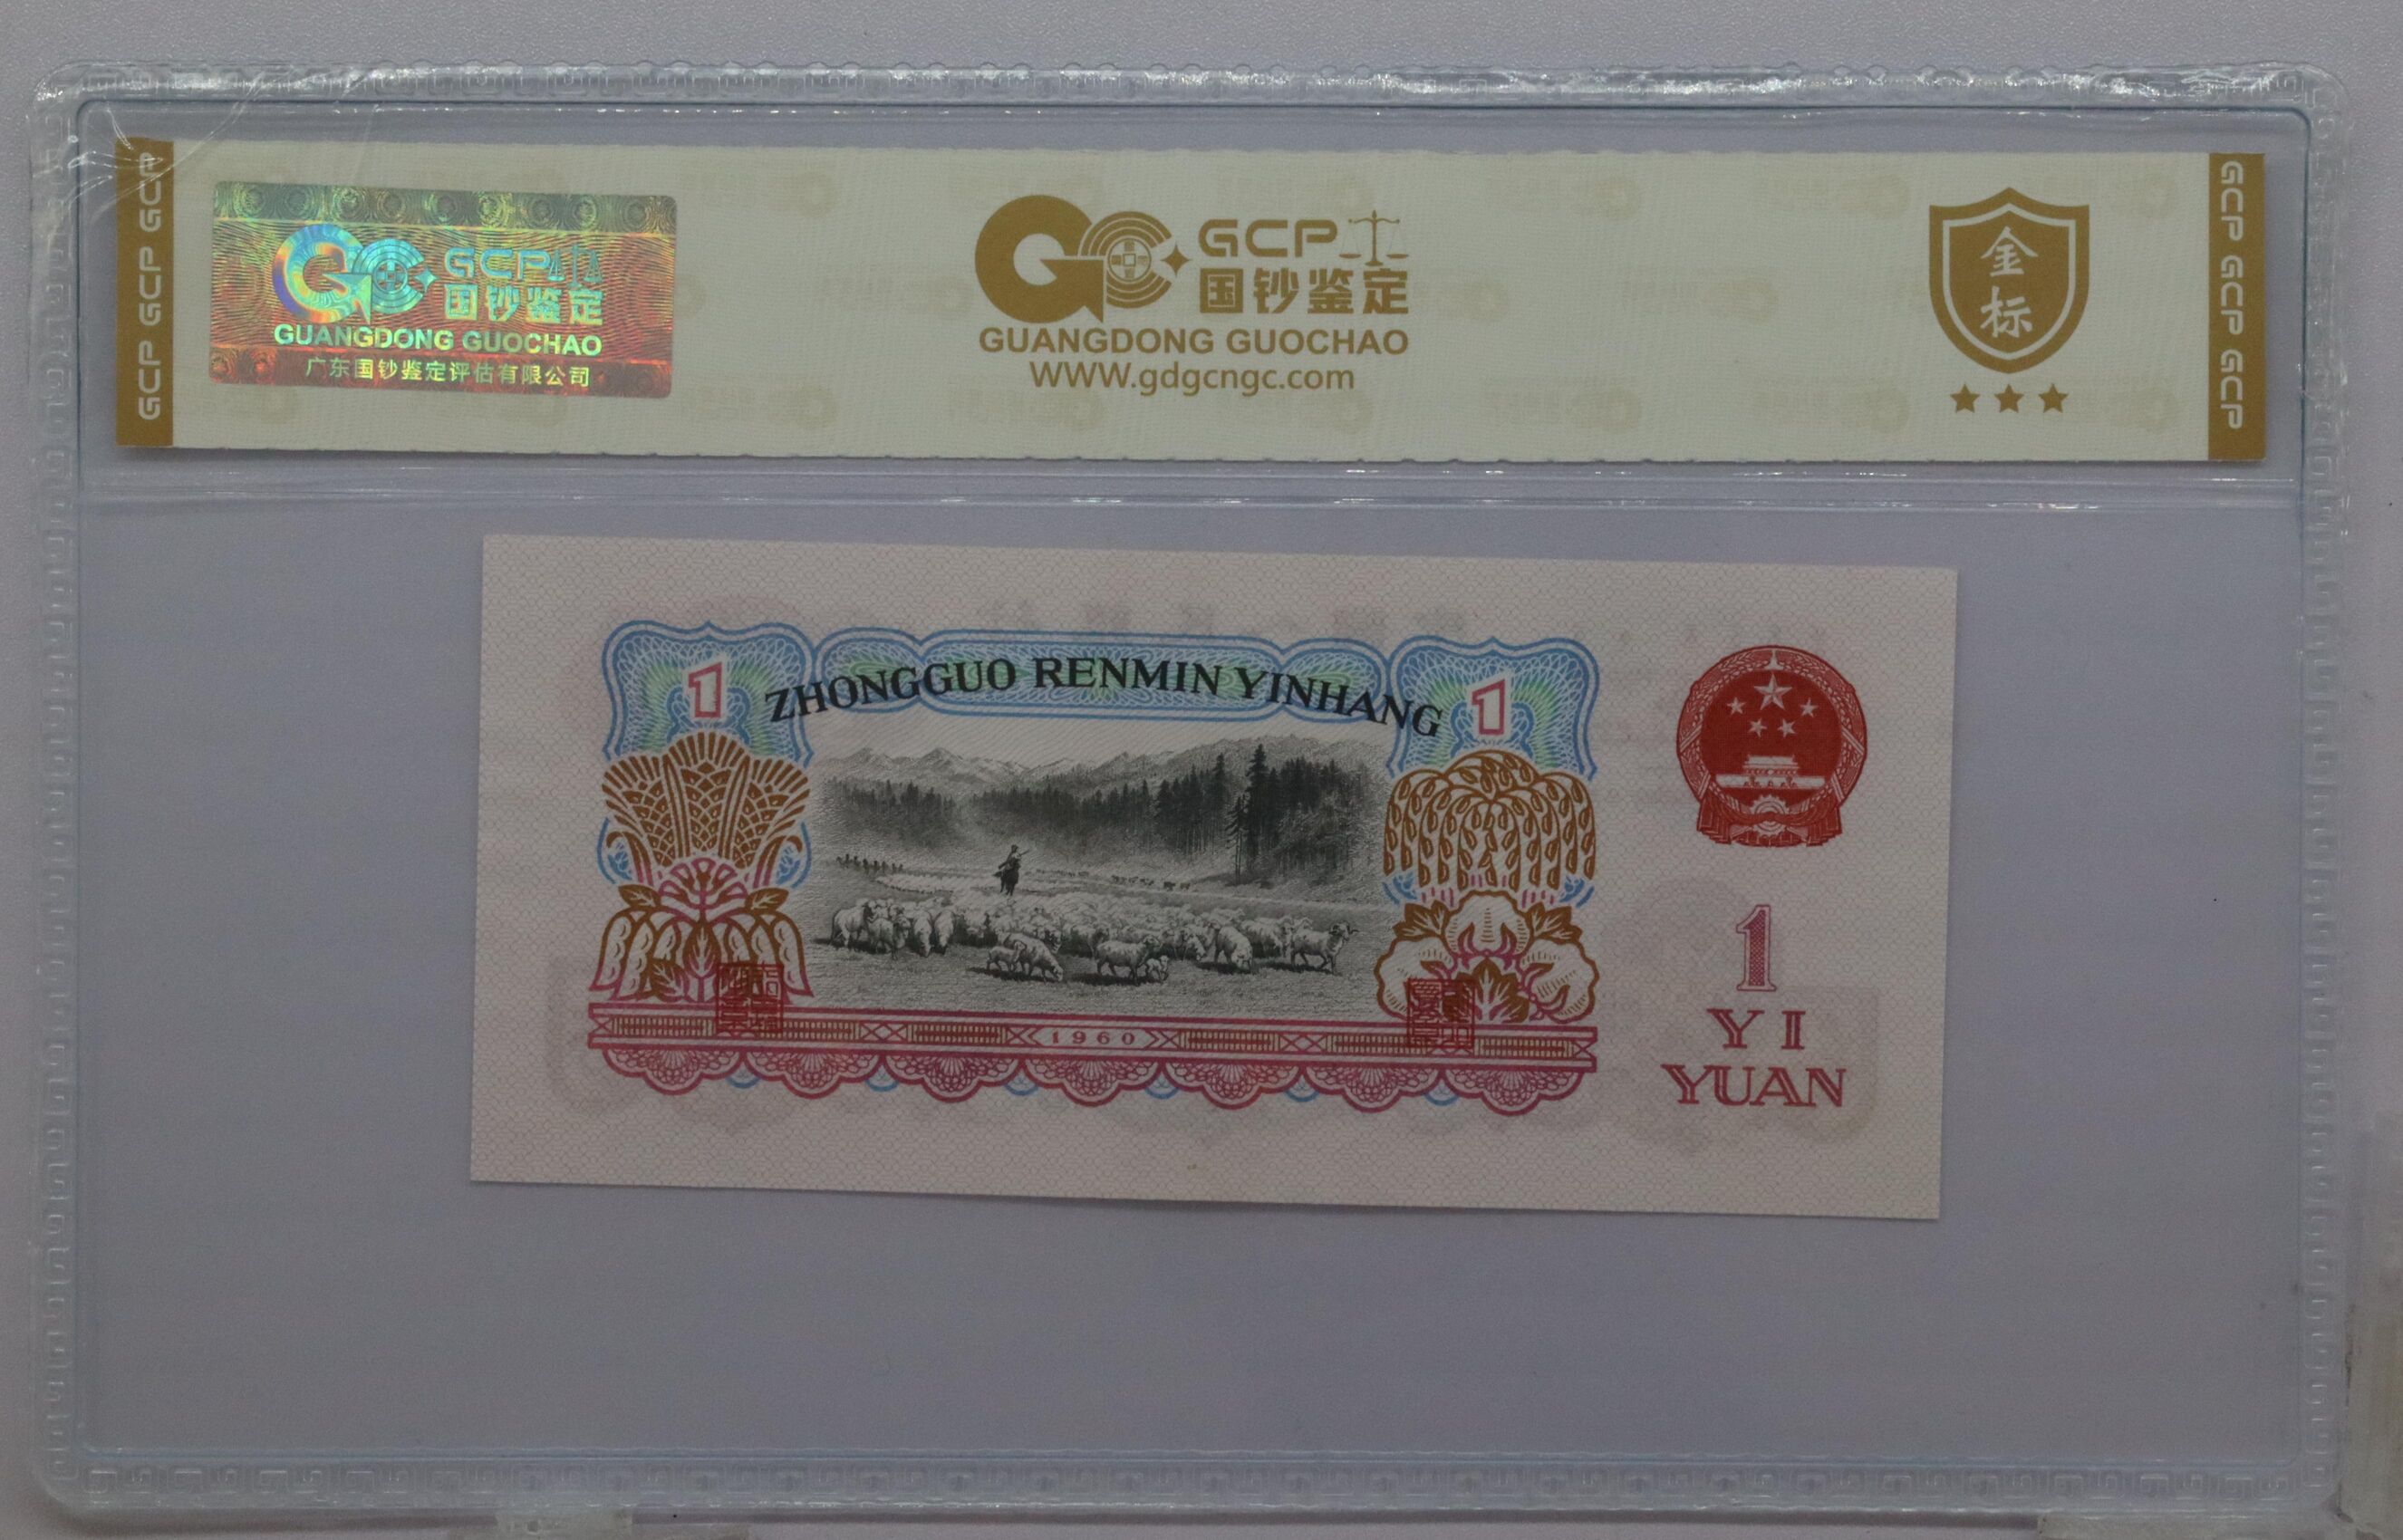 GCP GCP GCP
GCP
国钞鉴定
GUANGDONG GUOCHAO
广东国钞鉴定评估有限公司
GCP
国钞鉴定
GUANGDONG GUOCHAO
WWW.gdgcngc.com
金
标
GCP GCP GCP
1
ZHONGGUO RENMIN YINHANG
1
1960
1
YI
YUAN